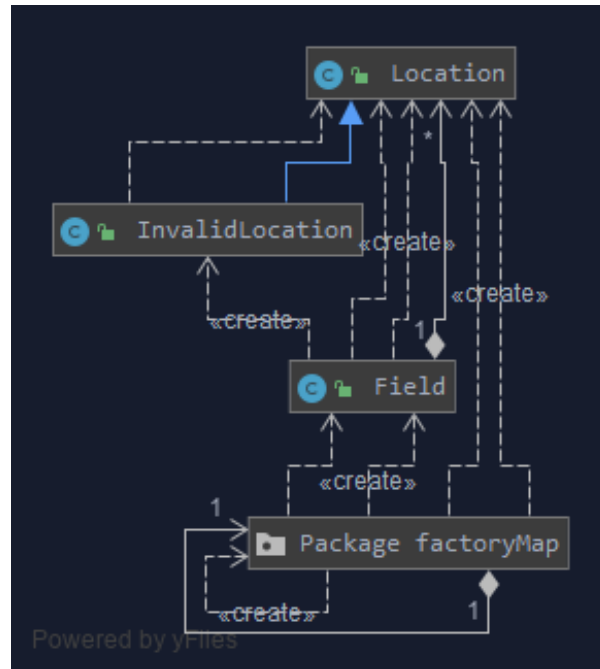 C Location
*
C InvalidLocation
«create»
«create»
«create»
1
C Field
«create»
1
Package factoryMap
«create»
1
Powered by yFiles